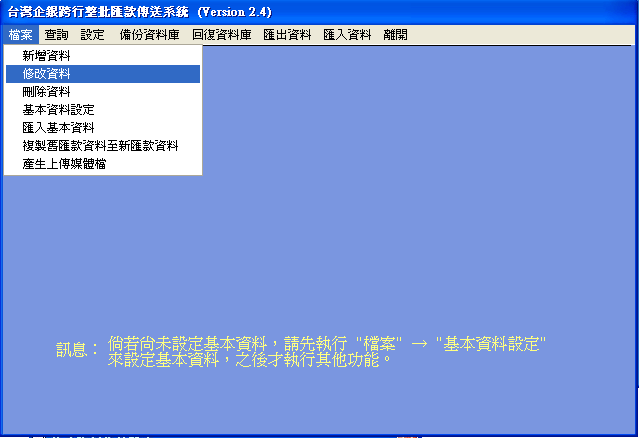 台灣企銀跨行整批匯款傳送系統 (Version 2.4)
檔案 查詢 設定 備份資料庫 回復資料庫 匯出資料 匯入資料 離開
新增資料
修改資料
刪除資料
基本資料設定
匯入基本資料
複製舊匯款資料至新匯款資料
產生上傳媒體檔
訊息： 倘若尚未設定基本資料，請先執行 "檔案" → "基本資料設定"
來設定基本資料，之後才執行其他功能。